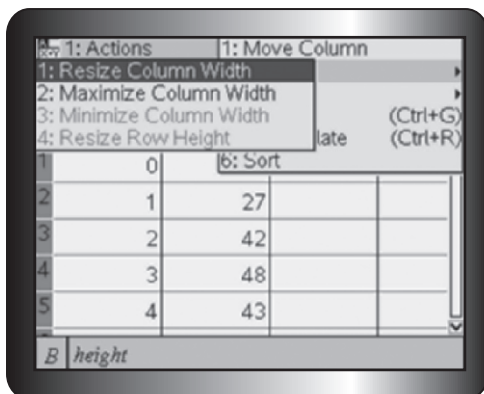 1: Actions 1: Move Column
1: Resize Column Width
2: Maximize Column Width
3: Minimize Column Width (Ctrl+G)
4: Resize Row Height late (Ctrl+R)
1 0 6: Sort
2 1 27
3 2 42
4 3 48
5 4 43
B height